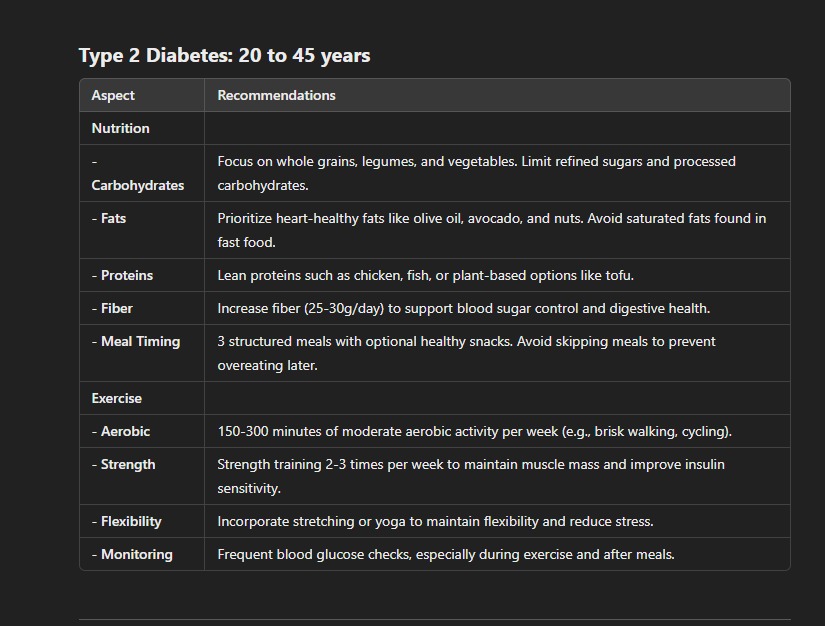 Type 2 Diabetes: 20 to 45 years
Aspect Recommendations
Nutrition
-
Carbohydrates
Focus on whole grains, legumes, and vegetables. Limit refined sugars and processed
carbohydrates.
- Fats
Prioritize heart-healthy fats like olive oil, avocado, and nuts. Avoid saturated fats found in
fast food.
- Proteins
Lean proteins such as chicken, fish, or plant-based options like tofu.
- Fiber
Increase fiber (25-30g/day) to support blood sugar control and digestive health.
- Meal Timing
3 structured meals with optional healthy snacks. Avoid skipping meals to prevent
overeating later.
Exercise
- Aerobic
150-300 minutes of moderate aerobic activity per week (e.g., brisk walking, cycling).
- Strength
Strength training 2-3 times per week to maintain muscle mass and improve insulin
sensitivity.
- Flexibility
Incorporate stretching or yoga to maintain flexibility and reduce stress.
- Monitoring
Frequent blood glucose checks, especially during exercise and after meals.